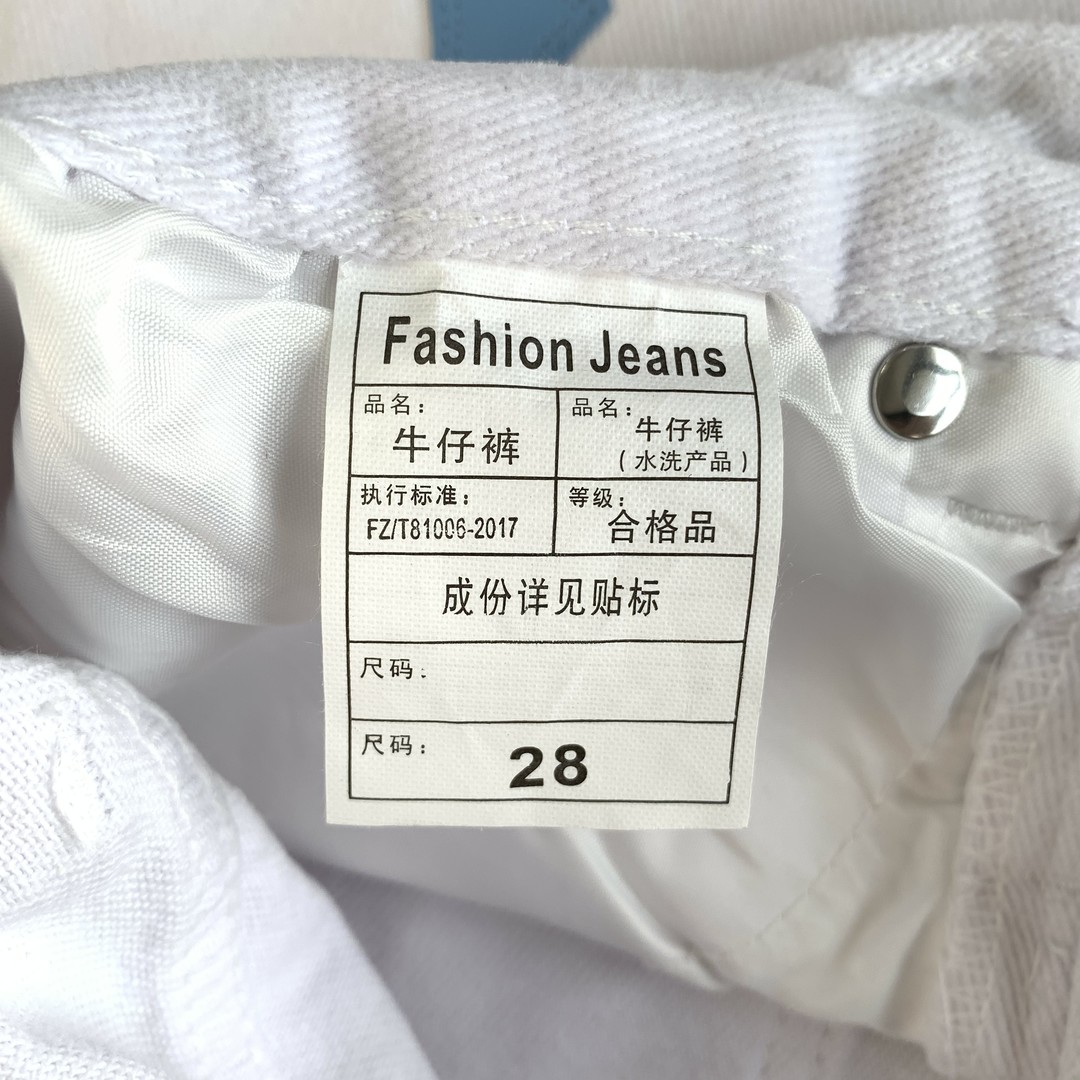 Fashion Jeans
品名：
牛仔裤
品名：
牛仔裤
(水洗产品)
执行标准：
FZ/T81006-2017
等级：
合格品
成份详见贴标
尺码：
尺码：
28